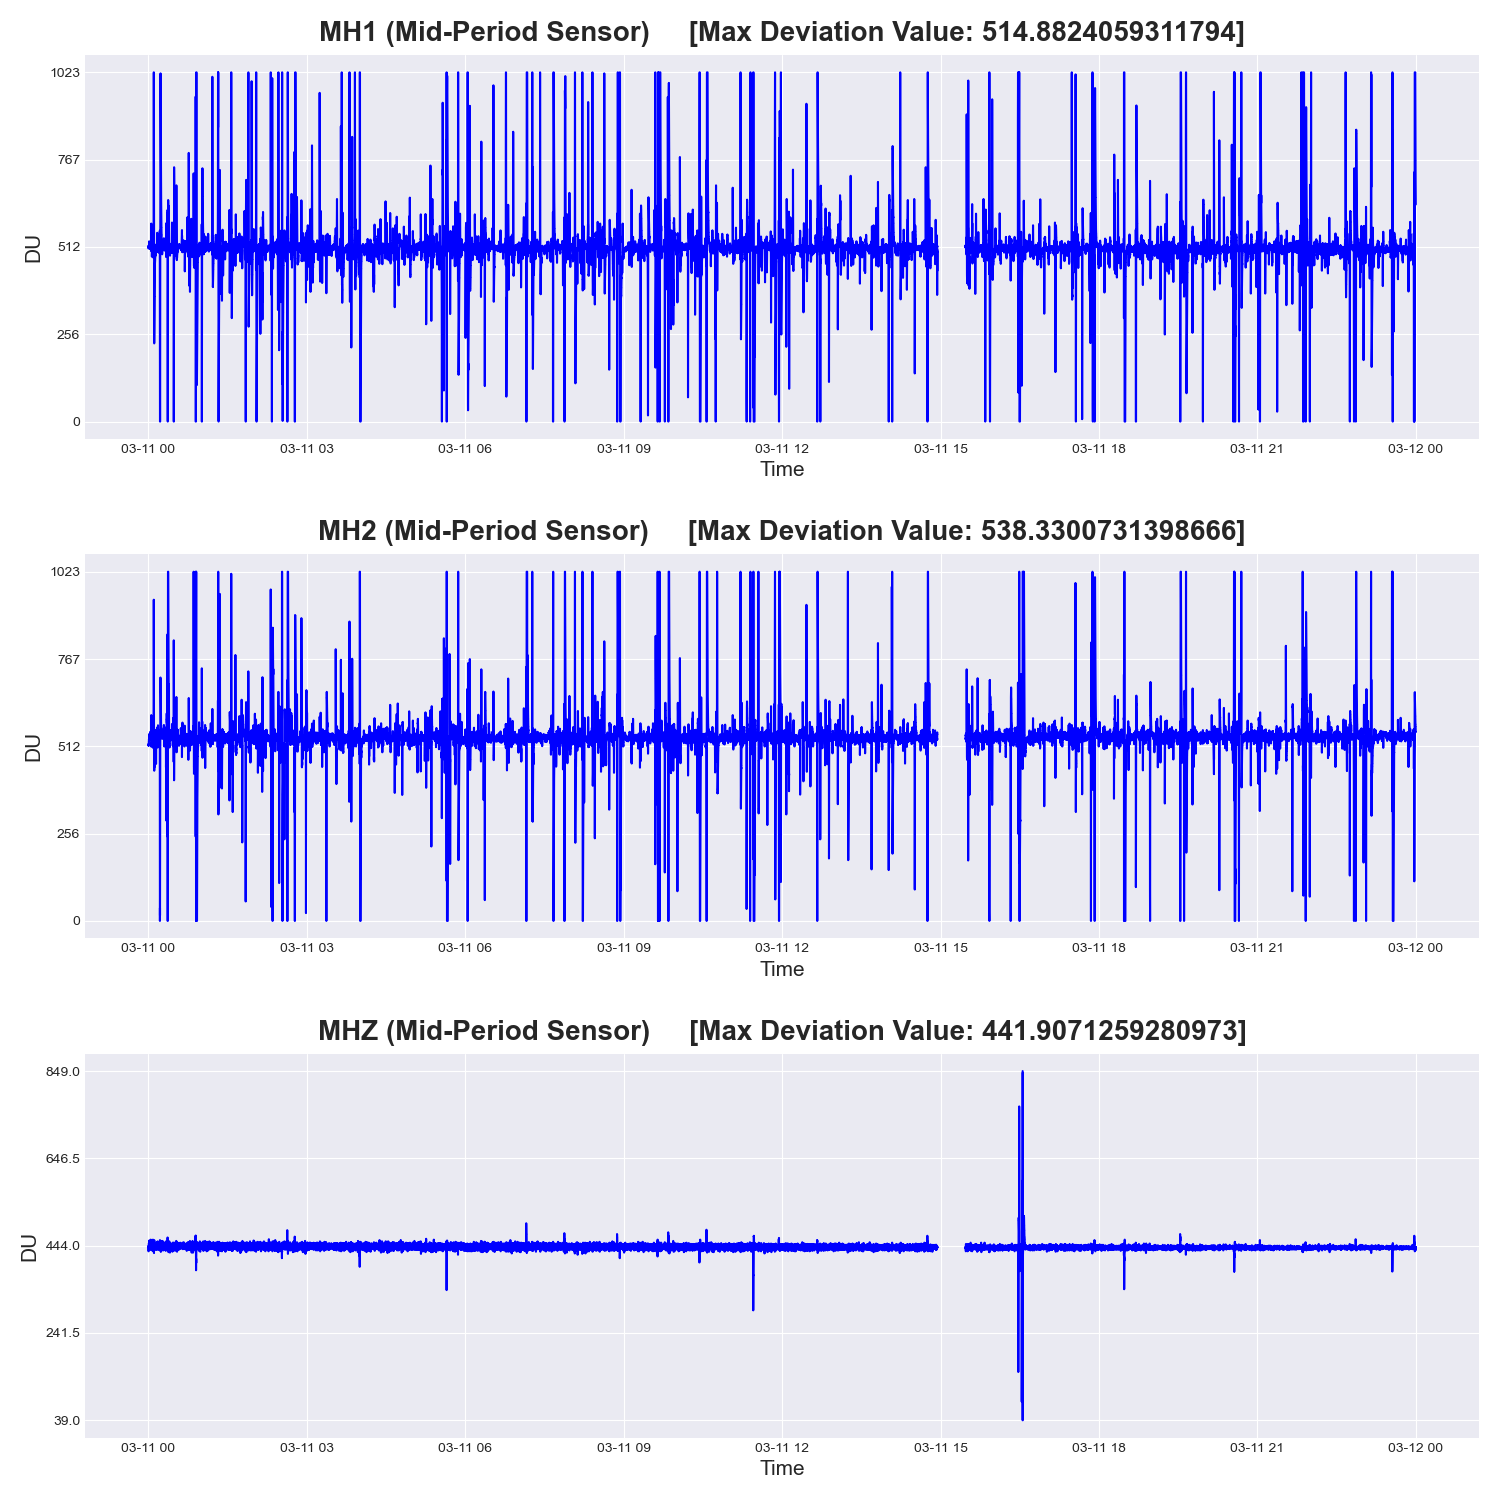 MH1 (Mid-Period Sensor) [Max Deviation Value: 514.8824059311794]
1023
767
512
256
0
DU
03-11 00 03-11 03 03-11 06 03-11 09 03-11 12 03-11 15 03-11 18 03-11 21 03-12 00
Time
MH2 (Mid-Period Sensor) [Max Deviation Value: 538.3300731398666]
1023
767
512
256
0
DU
03-11 00 03-11 03 03-11 06 03-11 09 03-11 12 03-11 15 03-11 18 03-11 21 03-12 00
Time
MHZ (Mid-Period Sensor) [Max Deviation Value: 441.9071259280973]
849.0
646.5
444.0
241.5
39.0
DU
03-11 00 03-11 03 03-11 06 03-11 09 03-11 12 03-11 15 03-11 18 03-11 21 03-12 00
Time